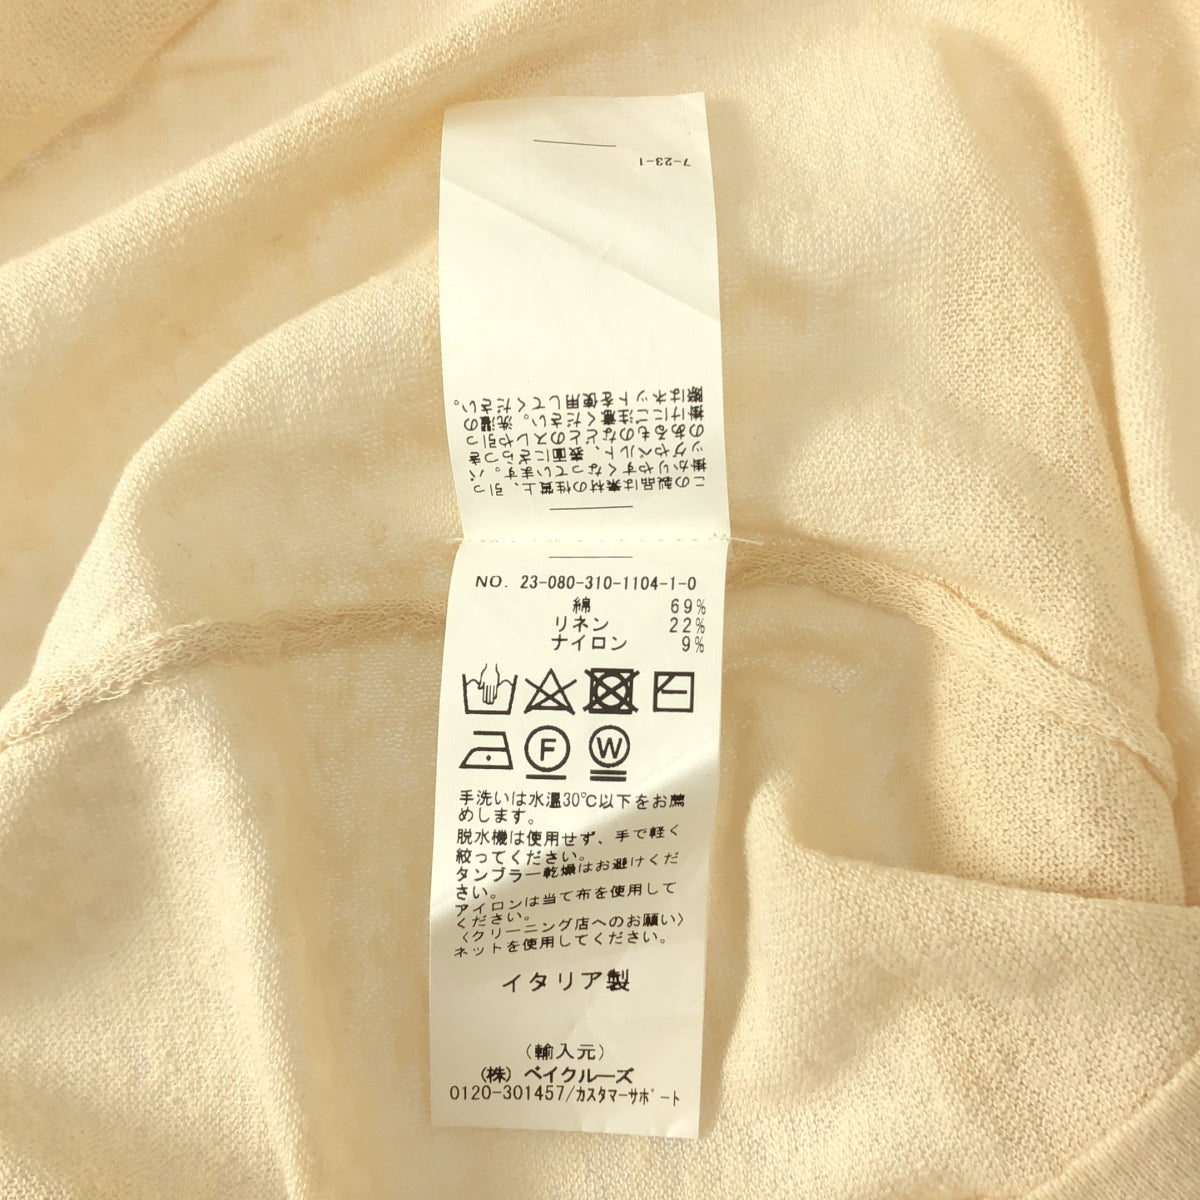 7-23-1
この製品は素材の性質上、引っ
掛かりやすくなっています。バ
ッグやベルト、表面にざらつき
のあるものなどとのスレや引っ
掛けにご注意ください。洗濯の
際はネットを使用してください。
NO. 23-080-310-1104-1-0
綿 69%
リネン 22%
ナイロン 9%
F W
手洗いは水温30℃以下をお薦
めします。
脱水機は使用せず、手で軽く
絞ってください。
タンブラー乾燥はお避けくだ
さい。
アイロンは当て布を使用して
ください。
〈クリーニング店へのお願い〉
ネットを使用してください。
イタリア製
(輸入元)
(株) ベイクルーズ
0120-301457/カスタマーサポート